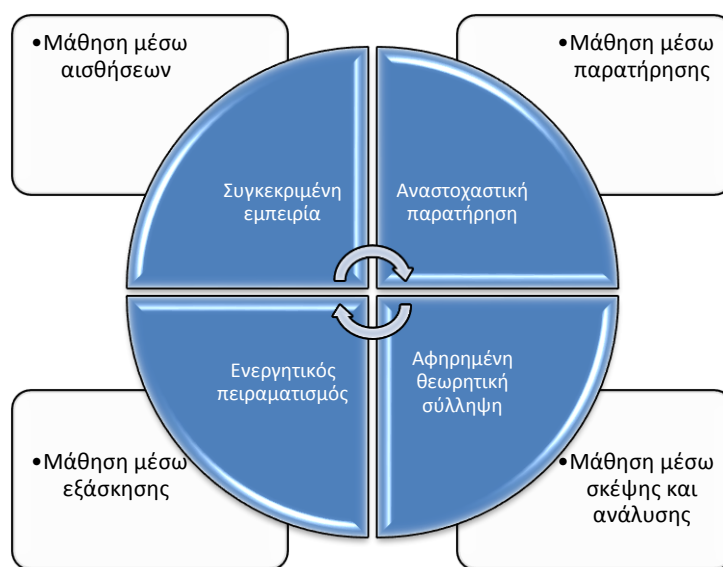 •Μάθηση μέσω
αισθήσεων
•Μάθηση μέσω
παρατήρησης
Συγκεκριμένη
εμπειρία
Αναστοχαστική
παρατήρηση
Ενεργητικός
πειραματισμός
Αφηρημένη
θεωρητική
σύλληψη
•Μάθηση μέσω
εξάσκησης
•Μάθηση μέσω
σκέψης και
ανάλυσης